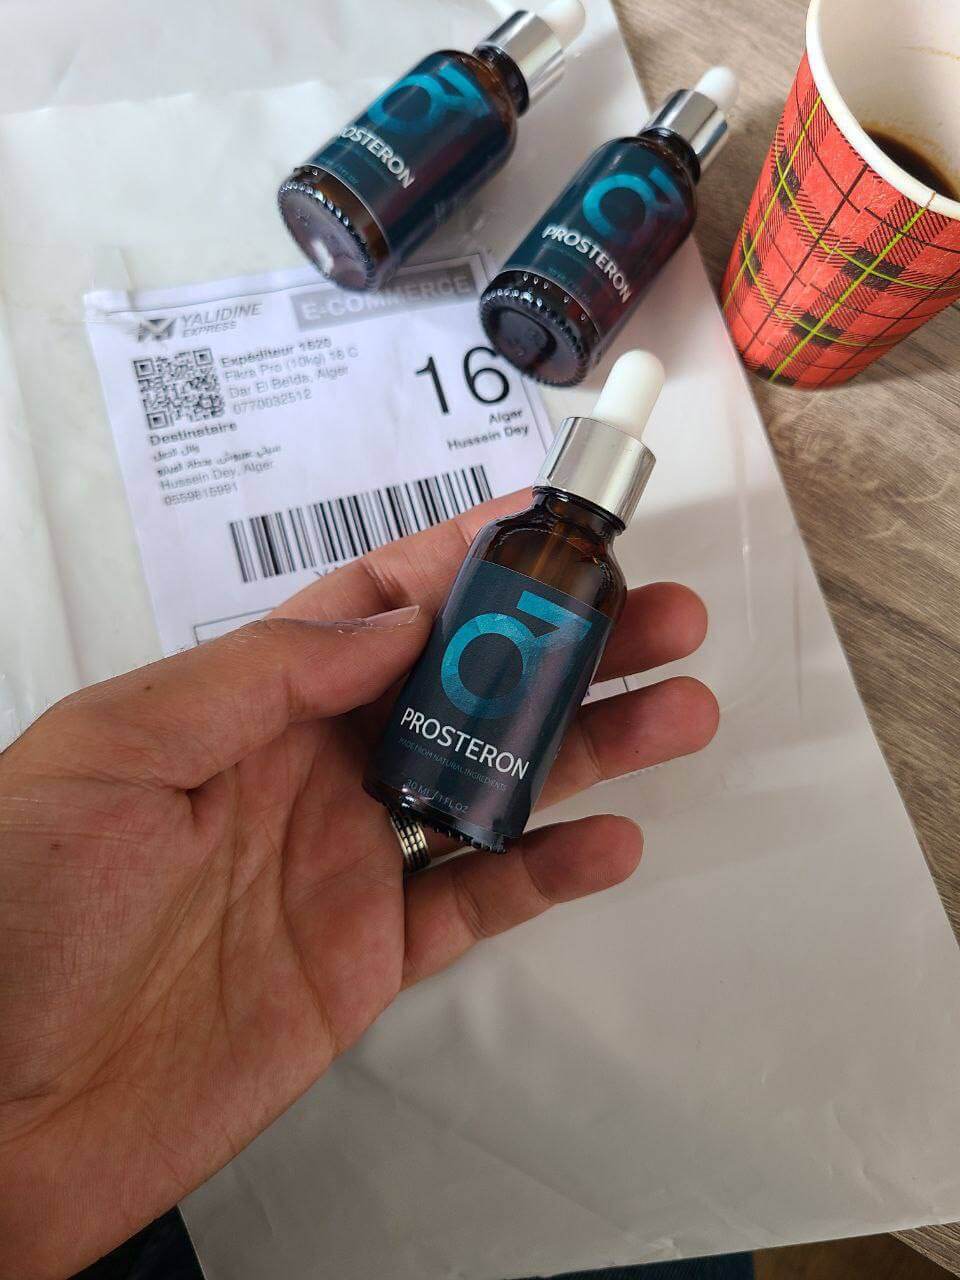 PROSTERON
PROSTERON
YALIDINE
EXPRESS
E-COMMERCE
Expéditeur 1620
Fikra Pro (10kg) 16 C
Dar El Beida, Alger
0770032512
16
Alger
Hussein Dey
Destinataire
Hussein Dey, Alger
0559815991
PROSTERON
MADE FROM NATURAL INGREDIENTS
30 ML / 1 FL OZ